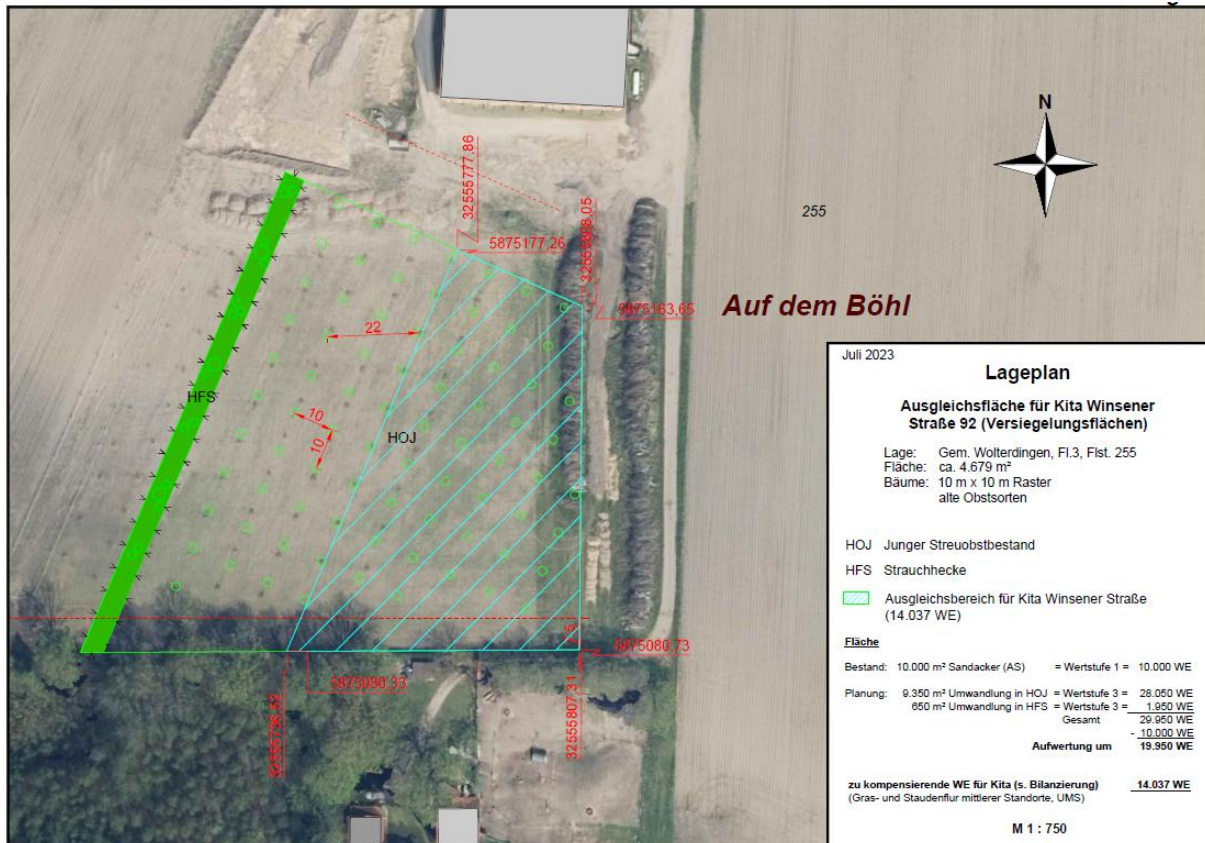 N
255
32555777,86
5875177,26
5875163,65
Auf dem Böhl
22
HFS
10
10
HOJ
5
5875080,73
5875080,33
32555807,31
Juli 2023
Lageplan
Ausgleichsfläche für Kita Winsener
Straße 92 (Versiegelungsflächen)
Lage: Gem. Wolterdingen, Fl.3, Flst. 255
Fläche: ca. 4.679 m²
Bäume: 10 m x 10 m Raster
alte Obstsorten
HOJ Junger Streuobstbestand
HFS Strauchhecke
Ausgleichsbereich für Kita Winsener Straße
(14.037 WE)
Fläche
Bestand: 10.000 m² Sandacker (AS) = Wertstufe 1 = 10.000 WE
Planung: 9.350 m² Umwandlung in HOJ = Wertstufe 3 = 28.050 WE
650 m² Umwandlung in HFS = Wertstufe 3 = 1.950 WE
Gesamt 29.950 WE
- 10.000 WE
Aufwertung um 19.950 WE
zu kompensierende WE für Kita (s. Bilanzierung) 14.037 WE
(Gras- und Staudenflur mittlerer Standorte, UMS)
M 1 : 750